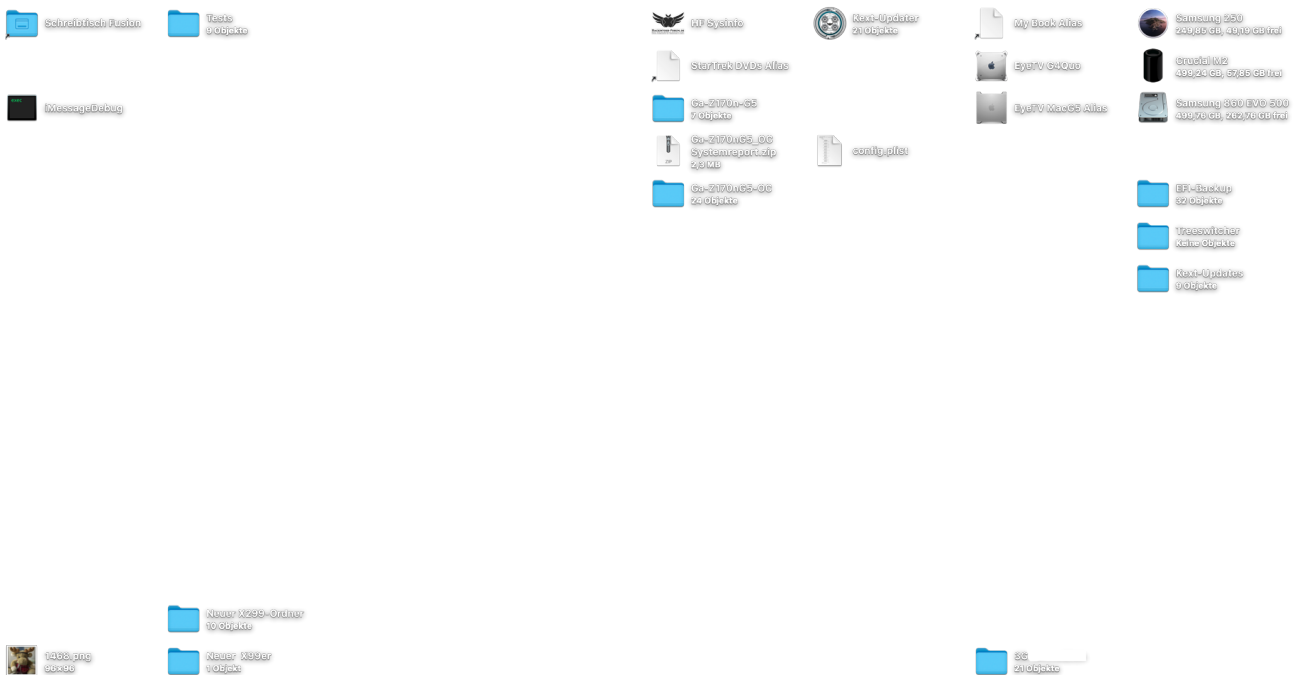 Schreibtisch Fusion
Tests
9 Objekte
HF Sysinfo
Kext-Updater
21 Objekte
My Book Alias
Samsung 250
249,85 GB, 49,19 GB frei
StarTrek DVDs Alias
EyeTV G4Quo
Crucial M2
499,24 GB, 57,85 GB frei
iMessageDebug
Ga-Z170n-G5
7 Objekte
EyeTV MacG5 Alias
Samsung 860 EVO 500
499,76 GB, 262,76 GB frei
Ga-Z170nG5_OC
Systemreport.zip
2,3 MB
config.plist
Ga-Z170nG5-OC
24 Objekte
EFI-Backup
32 Objekte
Treeswitcher
Keine Objekte
Kext-Updates
9 Objekte
Neuer X299-Ordner
10 Objekte
1468.png
96×96
Neuer X99er
1 Objekt
3G
21 Objekte